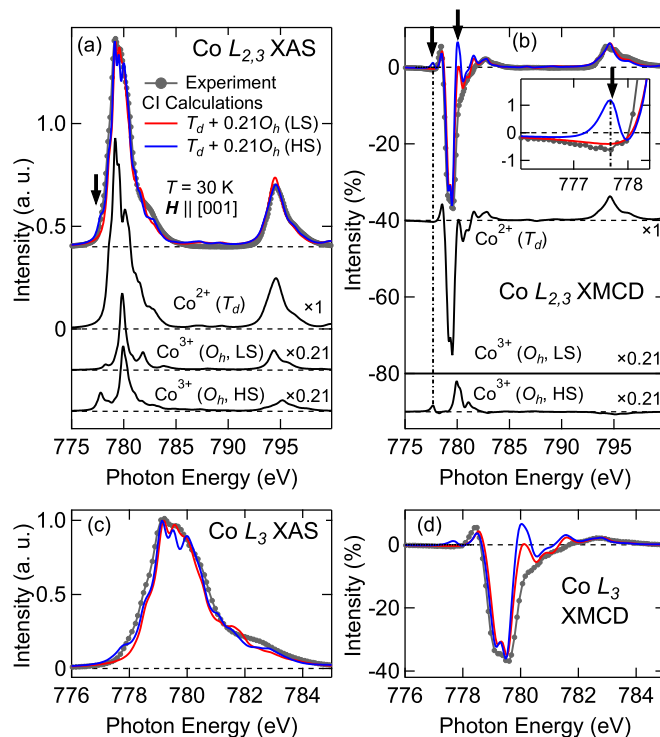 (a) Co L2,3 XAS
Experiment
CI Calculations
Td + 0.21Oh (LS)
Td + 0.21Oh (HS)
T = 30 K
H || [001]
Co2+ (Td) ×1
Co3+ (Oh, LS) ×0.21
Co3+ (Oh, HS) ×0.21
Intensity (a. u.)
1.0
0.5
0
775 780 785 790 795
Photon Energy (eV)
(b)
1
0
-1
777 778
Co2+ (Td) ×1
Co L2,3 XMCD
Co3+ (Oh, LS) ×0.21
Co3+ (Oh, HS) ×0.21
Intensity (%)
0
-20
-40
-60
-80
775 780 785 790 795
Photon Energy (eV)
(c) Co L3 XAS
Intensity (a. u.)
1.0
0.5
0
776 778 780 782 784
Photon Energy (eV)
(d)
Co L3
XMCD
Intensity (%)
0
-20
-40
776 778 780 782 784
Photon Energy (eV)